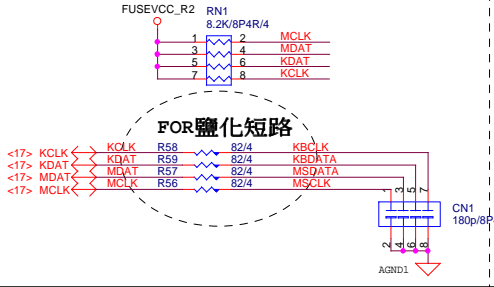 FUSEVCC_R2
RN1
8.2K/8P4R/4
1 2 MCLK
3 4 MDAT
5 6 KDAT
7 8 KCLK
FOR鹽化短路
<17> KCLK KCLK R58 82/4 KBCLK
<17> KDAT KDAT R59 82/4 KBDATA
<17> MDAT MDAT R57 82/4 MSDATA
<17> MCLK MCLK R56 82/4 MSCLK
1 3 5 7
CN1
180p/8P
2 4 6 8
AGND1